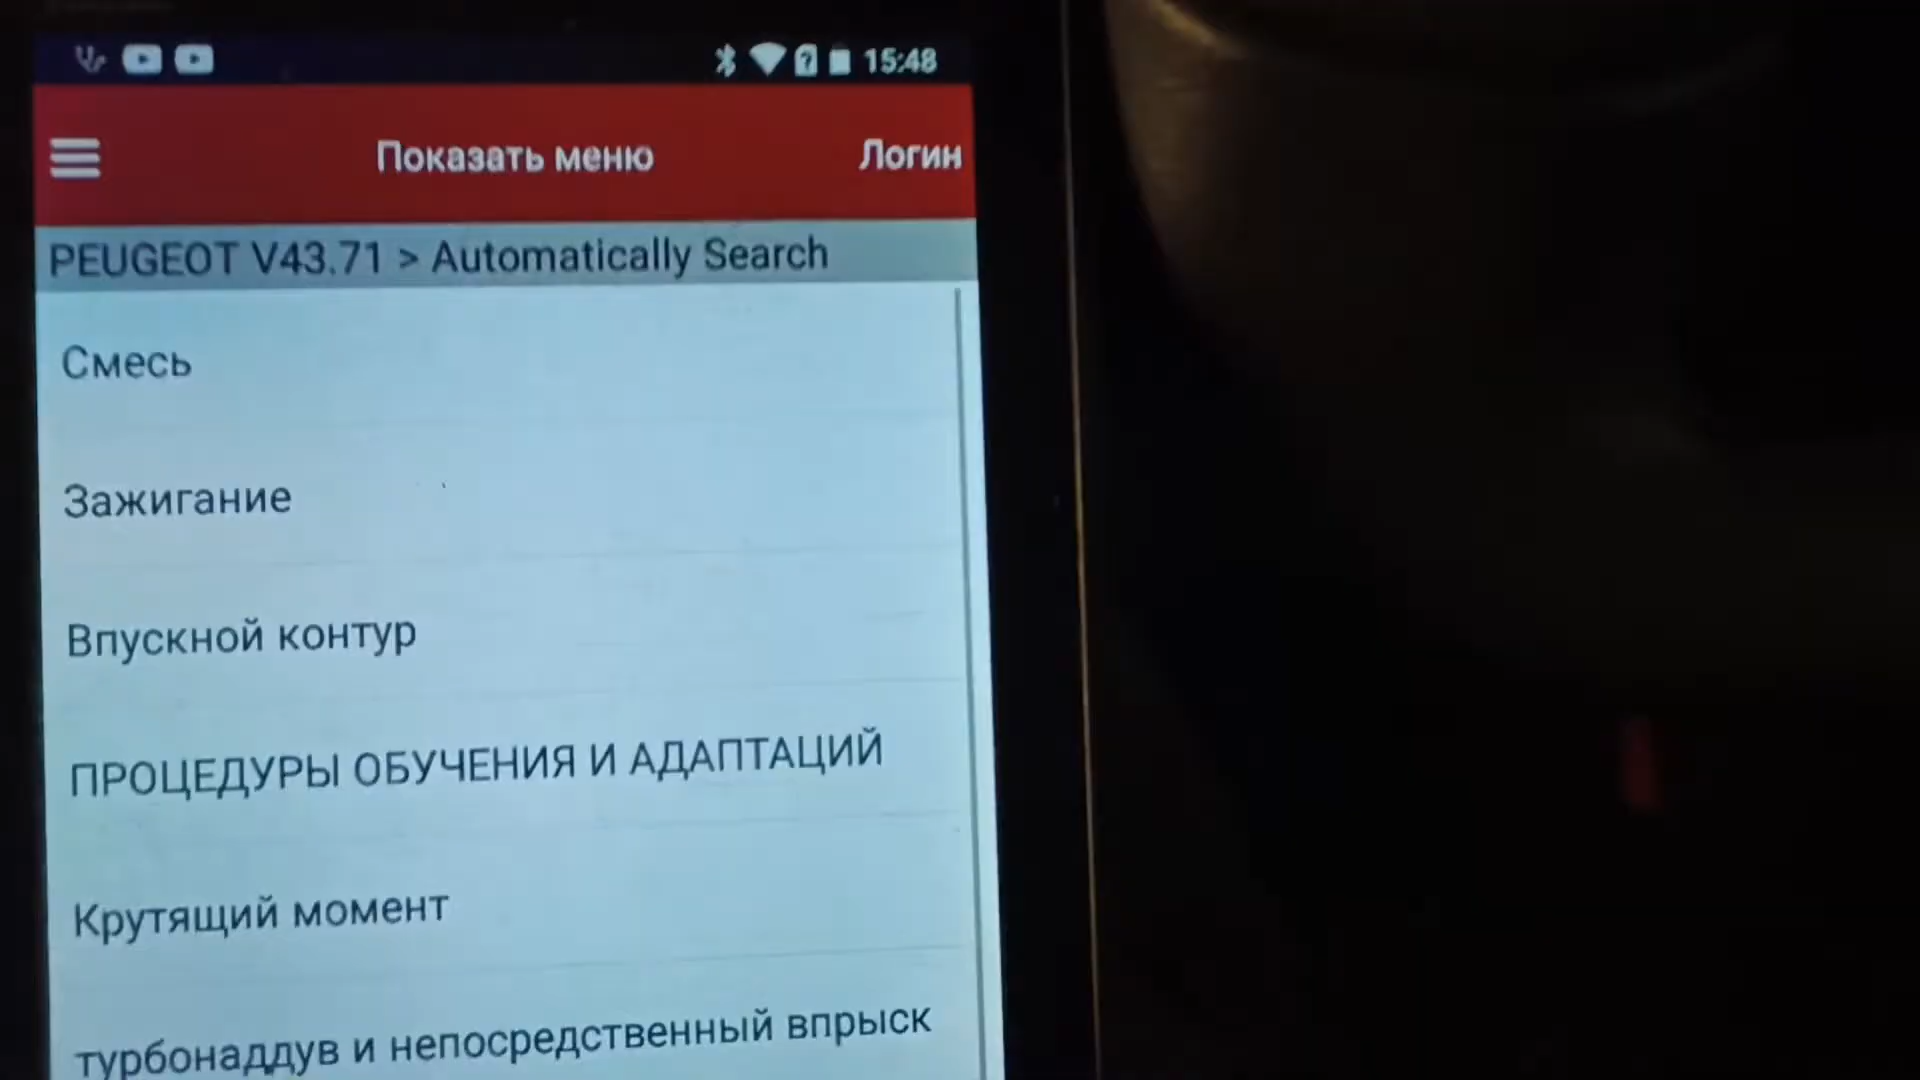 15:48
Показать меню
Логин
PEUGEOT V43.71 > Automatically Search
Смесь
Зажигание
Впускной контур
ПРОЦЕДУРЫ ОБУЧЕНИЯ И АДАПТАЦИЙ
Крутящий момент
турбонаддув и непосредственный впрыск